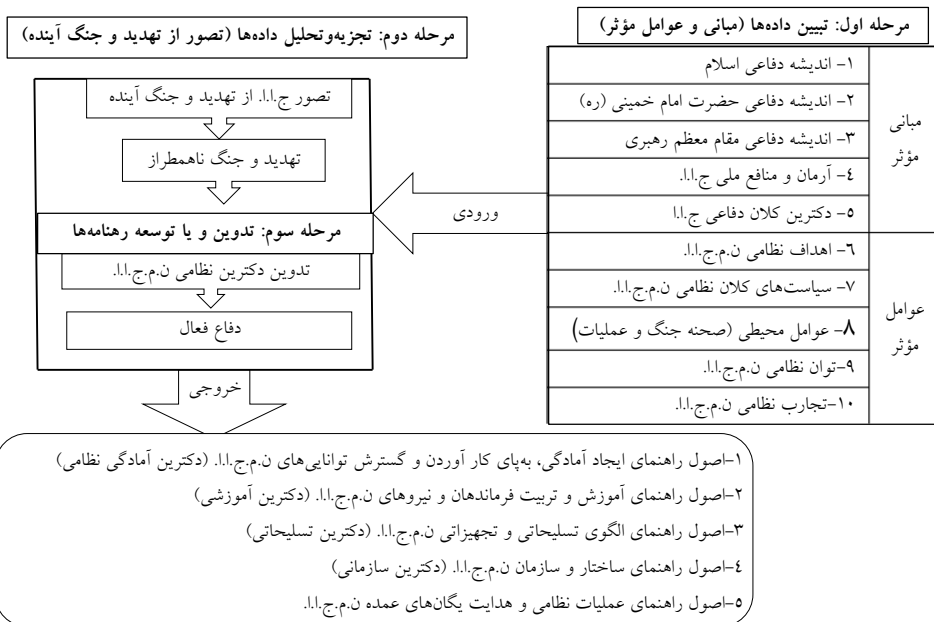 مرحله اول: تبیین داده‌ها (مبانی و عوامل مؤثر)
مبانی
مؤثر
۱- اندیشه دفاعی اسلام
۲- اندیشه دفاعی حضرت امام خمینی (ره)
۳- اندیشه دفاعی مقام معظم رهبری
٤- آرمان و منافع ملی ج.ا.ا.
٥- دکترین کلان دفاعی ج.ا.ا
عوامل
مؤثر
٦- اهداف نظامی ن.م.ج.ا.ا.
۷- سیاست‌های کلان نظامی ن.م.ج.ا.ا.
۸- عوامل محیطی (صحنه جنگ و عملیات)
۹-توان نظامی ن.م.ج.ا.ا.
۱۰-تجارب نظامی ن.م.ج.ا.ا.
ورودی
مرحله دوم: تجزیه‌وتحلیل داده‌ها (تصور از تهدید و جنگ آینده)
تصور ج.ا.ا. از تهدید و جنگ آینده
تهدید و جنگ ناهمطراز
مرحله سوم: تدوین و یا توسعه رهنامه‌ها
تدوین دکترین نظامی ن.م.ج.ا.ا.
دفاع فعال
خروجی
۱-اصول راهنمای ایجاد آمادگی، به‌پای کار آوردن و گسترش توانایی‌های ن.م.ج.ا.ا. (دکترین آمادگی نظامی)
۲-اصول راهنمای آموزش و تربیت فرماندهان و نیروهای ن.م.ج.ا.ا. (دکترین آموزشی)
۳-اصول راهنمای الگوی تسلیحاتی و تجهیزاتی ن.م.ج.ا.ا. (دکترین تسلیحاتی)
٤-اصول راهنمای ساختار و سازمان ن.م.ج.ا.ا. (دکترین سازمانی)
٥-اصول راهنمای عملیات نظامی و هدایت یگان‌های عمده ن.م.ج.ا.ا.